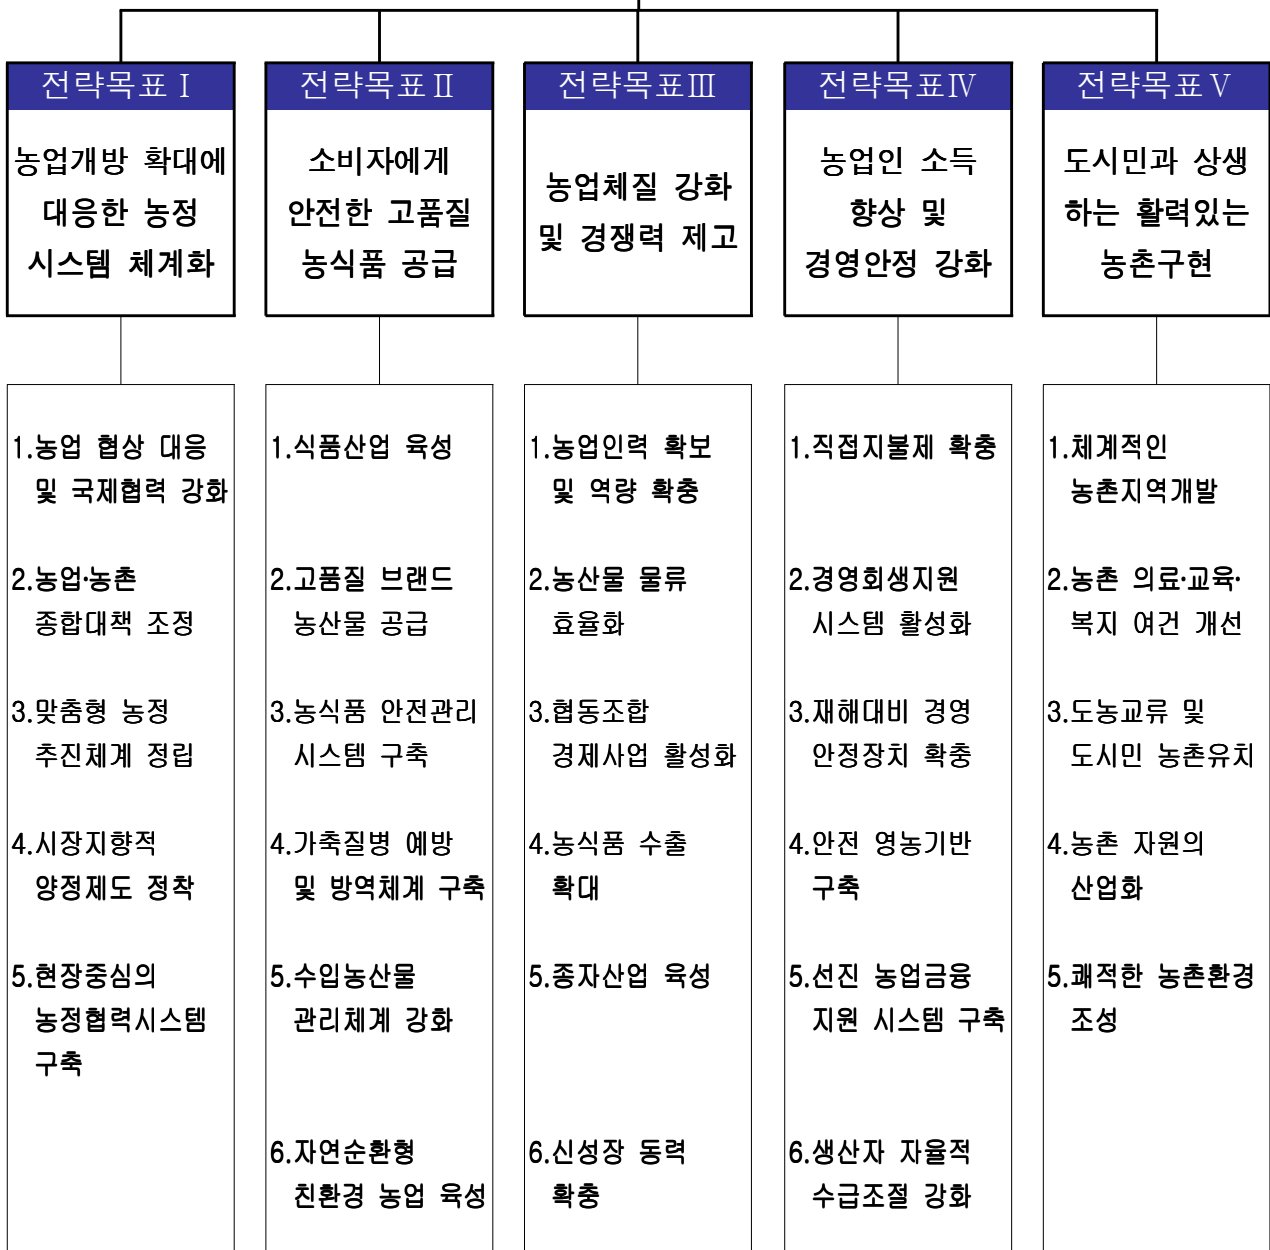 전략목표Ⅰ
농업개방 확대에
대응한 농정
시스템 체계화
1.농업 협상 대응
및 국제협력 강화
2.농업·농촌
종합대책 조정
3.맞춤형 농정
추진체계 정립
4.시장지향적
양정제도 정착
5.현장중심의
농정협력시스템
구축
전략목표Ⅱ
소비자에게
안전한 고품질
농식품 공급
1.식품산업 육성
2.고품질 브랜드
농산물 공급
3.농식품 안전관리
시스템 구축
4.가축질병 예방
및 방역체계 구축
5.수입농산물
관리체계 강화
6.자연순환형
친환경 농업 육성
전략목표Ⅲ
농업체질 강화
및 경쟁력 제고
1.농업인력 확보
및 역량 확충
2.농산물 물류
효율화
3.협동조합
경제사업 활성화
4.농식품 수출
확대
5.종자산업 육성
6.신성장 동력
확충
전략목표Ⅳ
농업인 소득
향상 및
경영안정 강화
1.직접지불제 확충
2.경영회생지원
시스템 활성화
3.재해대비 경영
안정장치 확충
4.안전 영농기반
구축
5.선진 농업금융
지원 시스템 구축
6.생산자 자율적
수급조절 강화
전략목표Ⅴ
도시민과 상생
하는 활력있는
농촌구현
1.체계적인
농촌지역개발
2.농촌 의료·교육·
복지 여건 개선
3.도농교류 및
도시민 농촌유치
4.농촌 자원의
산업화
5.쾌적한 농촌환경
조성